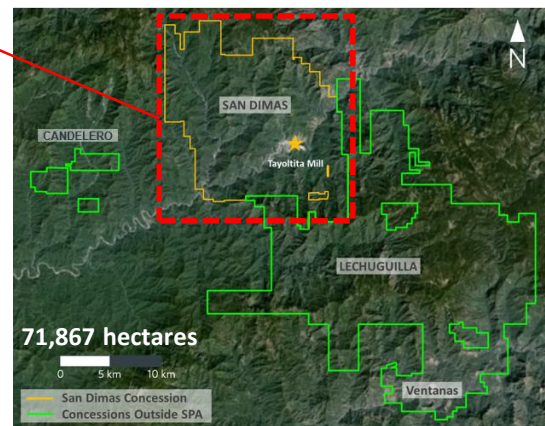 N
SAN DIMAS
CANDELERO
Tayoltita Mill
LECHUGUILLA
71,867 hectares
0 5 km 10 km
Ventanas
San Dimas Concession
Concessions Outside SPA